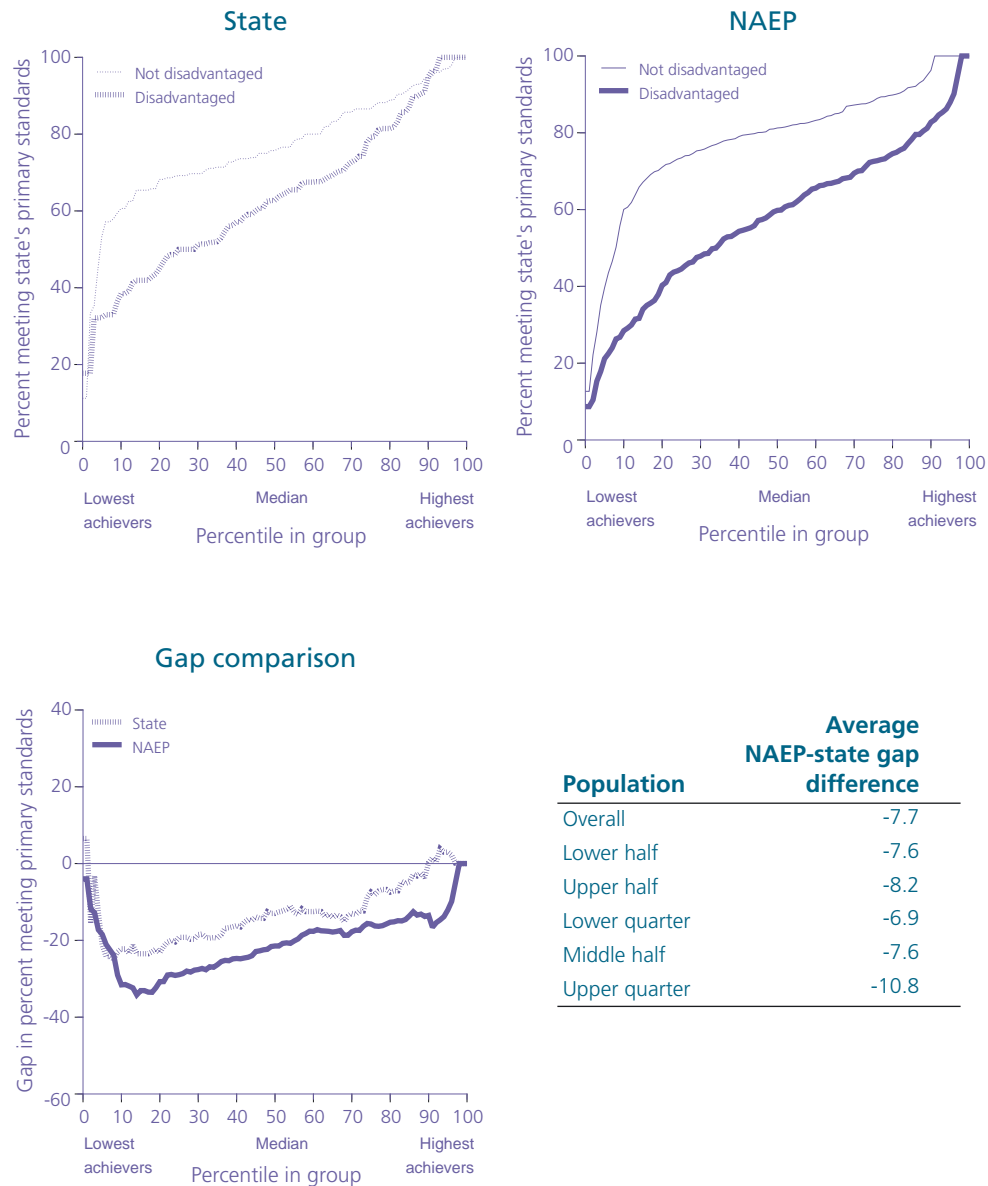 State
Percent meeting state's primary standards
100
80
60
40
20
0
Not disadvantaged
Disadvantaged
0 10 20 30 40 50 60 70 80 90 100
Lowest achievers
Median
Highest achievers
Percentile in group
NAEP
Percent meeting state's primary standards
100
80
60
40
20
0
Not disadvantaged
Disadvantaged
0 10 20 30 40 50 60 70 80 90 100
Lowest achievers
Median
Highest achievers
Percentile in group
Gap comparison
Gap in percent meeting primary standards
40
20
0
-20
-40
-60
State
NAEP
0 10 20 30 40 50 60 70 80 90 100
Lowest achievers
Median
Highest achievers
Percentile in group
Population Average NAEP-state gap difference
Overall -7.7
Lower half -7.6
Upper half -8.2
Lower quarter -6.9
Middle half -7.6
Upper quarter -10.8